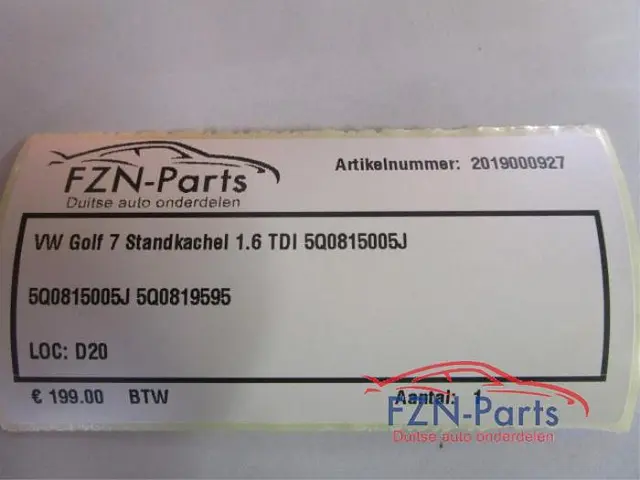 FZN-Parts
Duitse auto onderdelen
Artikelnummer: 2019000927
VW Golf 7 Standkachel 1.6 TDI 5Q0815005J
5Q0815005J 5Q0819595
LOC: D20
€ 199.00 BTW
Aantal: 1
FZN-Parts
Duitse auto onderdelen